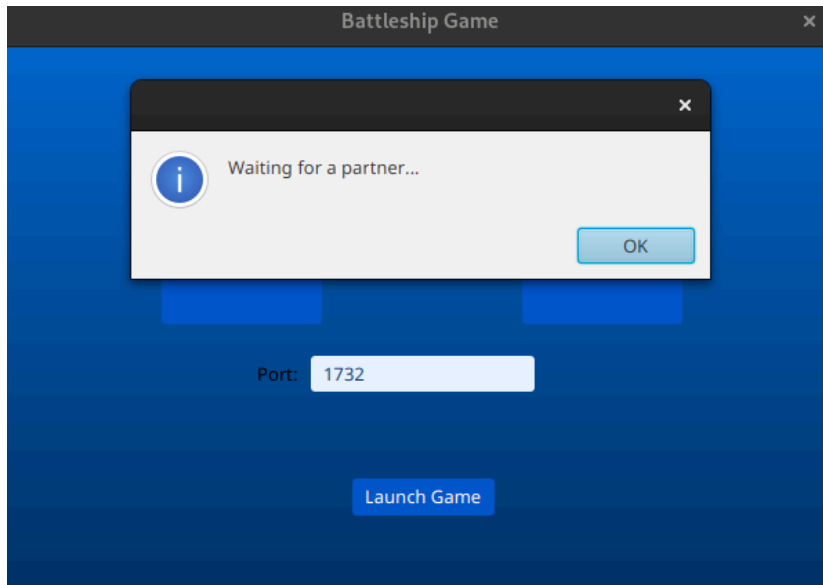 Battleship Game
Waiting for a partner...
OK
Port: 1732
Launch Game